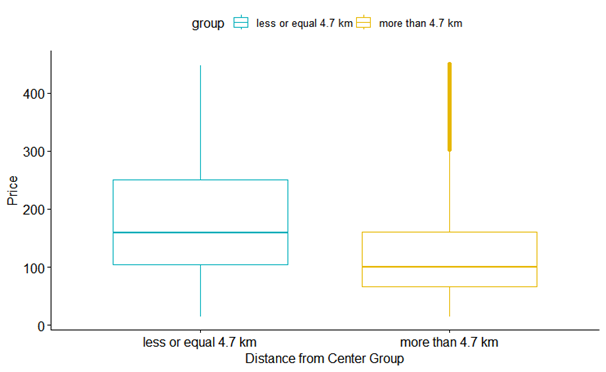 group less or equal 4.7 km more than 4.7 km
400
300
200
100
0
Price
less or equal 4.7 km more than 4.7 km
Distance from Center Group